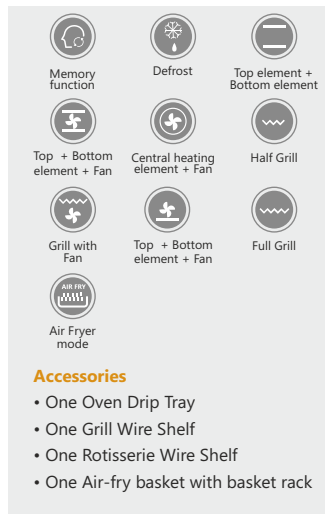 Memory
function
Defrost
Top element +
Bottom element
Top + Bottom
element + Fan
Central heating
element + Fan
Half Grill
Grill with
Fan
Top + Bottom
element + Fan
Full Grill
AIR FRY
Air Fryer
mode
Accessories
• One Oven Drip Tray
• One Grill Wire Shelf
• One Rotisserie Wire Shelf
• One Air-fry basket with basket rack